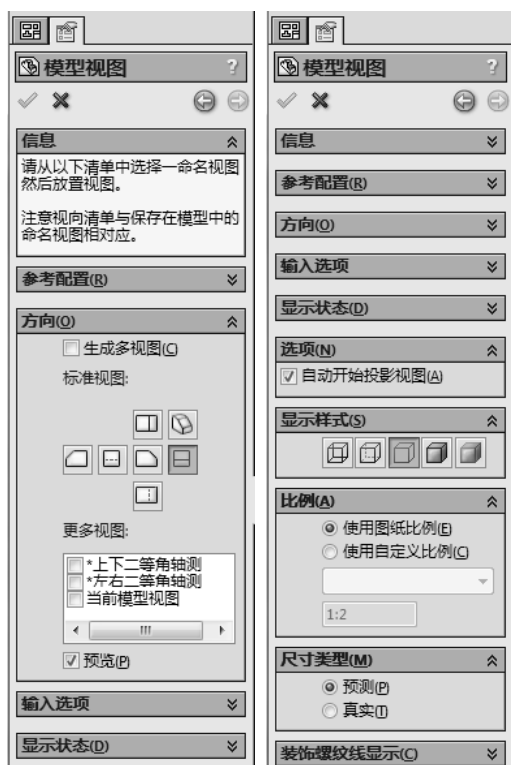 模型视图
?
信息
请从以下清单中选择一命名视图
然后放置视图。
注意视向清单与保存在模型中的
命名视图相对应。
参考配置(R)
方向(O)
生成多视图(C)
标准视图:
更多视图:
*上下二等角轴测
*左右二等角轴测
当前模型视图
预览(P)
输入选项
显示状态(D)
模型视图
?
信息
参考配置(R)
方向(O)
输入选项
显示状态(D)
选项(N)
自动开始投影视图(A)
显示样式(S)
比例(A)
使用图纸比例(E)
使用自定义比例(C)
1:2
尺寸类型(M)
预测(P)
真实(T)
装饰螺纹线显示(C)